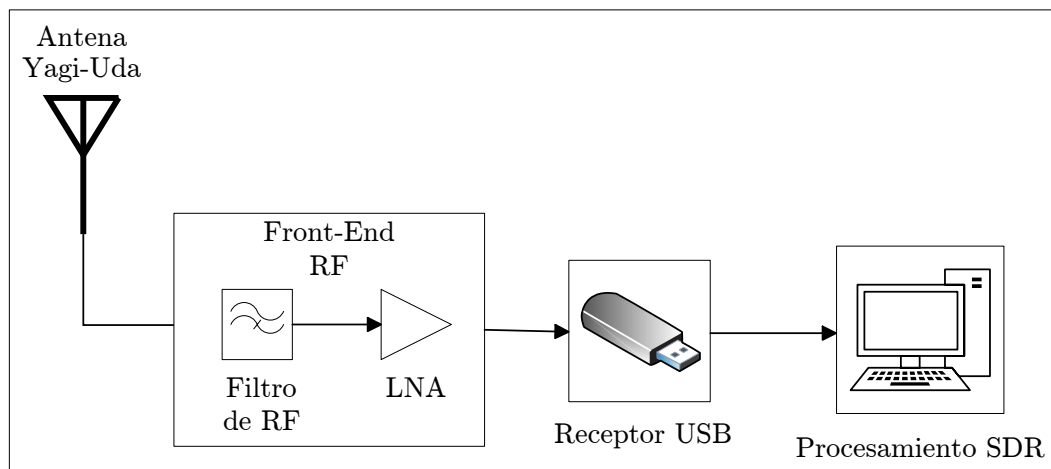 Antena
Yagi-Uda
Front-End
RF
Filtro
de RF
LNA
Receptor USB
Procesamiento SDR